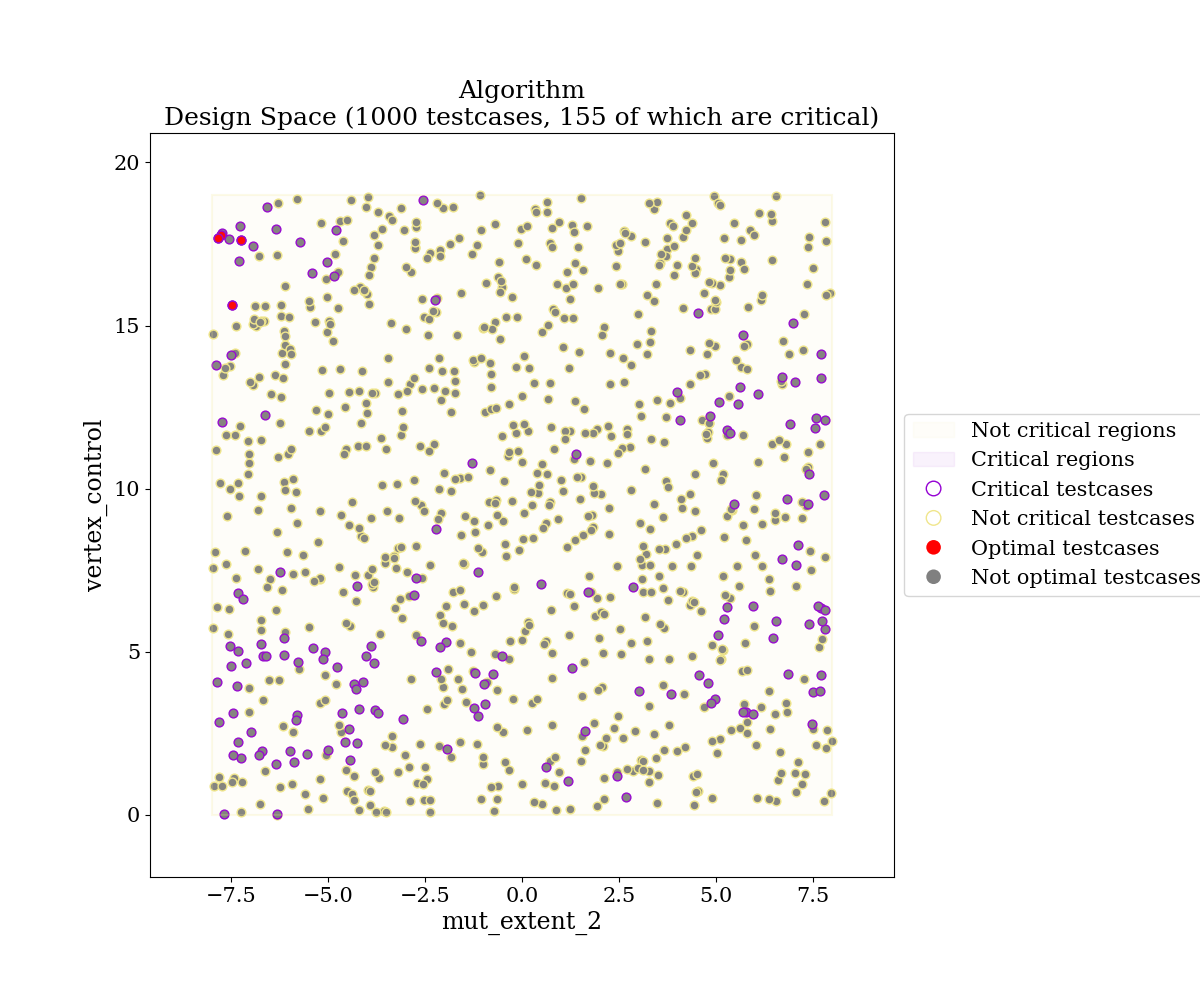 Algorithm
Design Space (1000 testcases, 155 of which are critical)
20
15
10
5
0
vertex_control
−7.5
−5.0
−2.5
0.0
2.5
5.0
7.5
mut_extent_2
Not critical regions
Critical regions
Critical testcases
Not critical testcases
Optimal testcases
Not optimal testcases